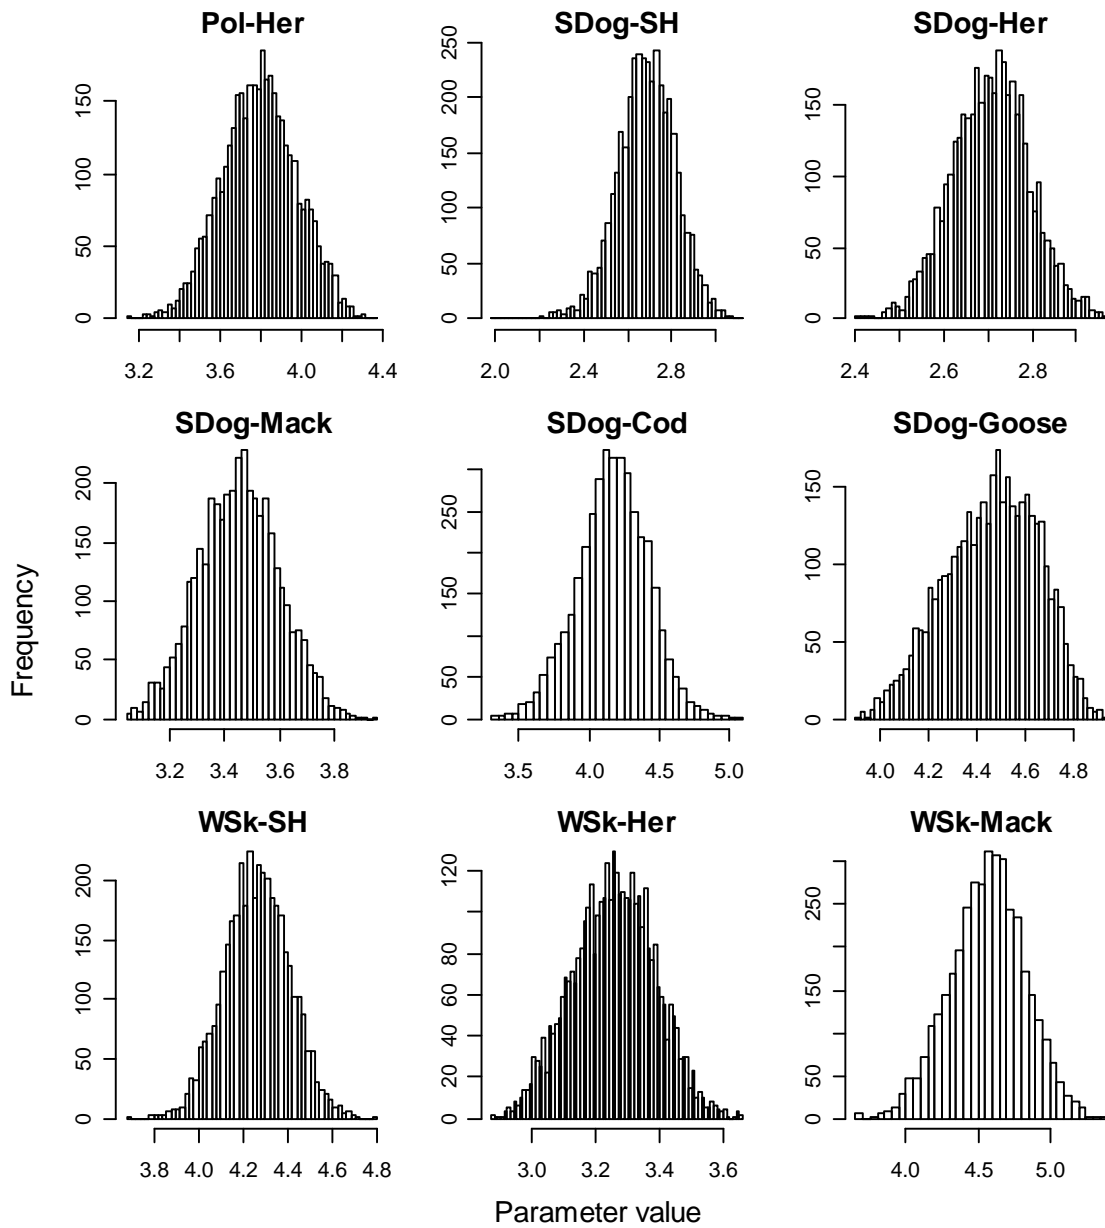 Pol-Her SDog-SH SDog-Her
0 50 100 150
3.2 3.6 4.0 4.4
0 50 100 150 200 250
2.0 2.4 2.8
0 50 100 150
2.4 2.6 2.8
SDog-Mack SDog-Cod SDog-Goose
0 50 100 150 200
3.2 3.4 3.6 3.8
0 50 150 250
3.5 4.0 4.5 5.0
0 50 100 150
4.0 4.2 4.4 4.6 4.8
Frequency
WSk-SH WSk-Her WSk-Mack
0 50 100 150 200
3.8 4.0 4.2 4.4 4.6 4.8
0 20 40 60 80 120
3.0 3.2 3.4 3.6
0 50 150 250
4.0 4.5 5.0
Parameter value